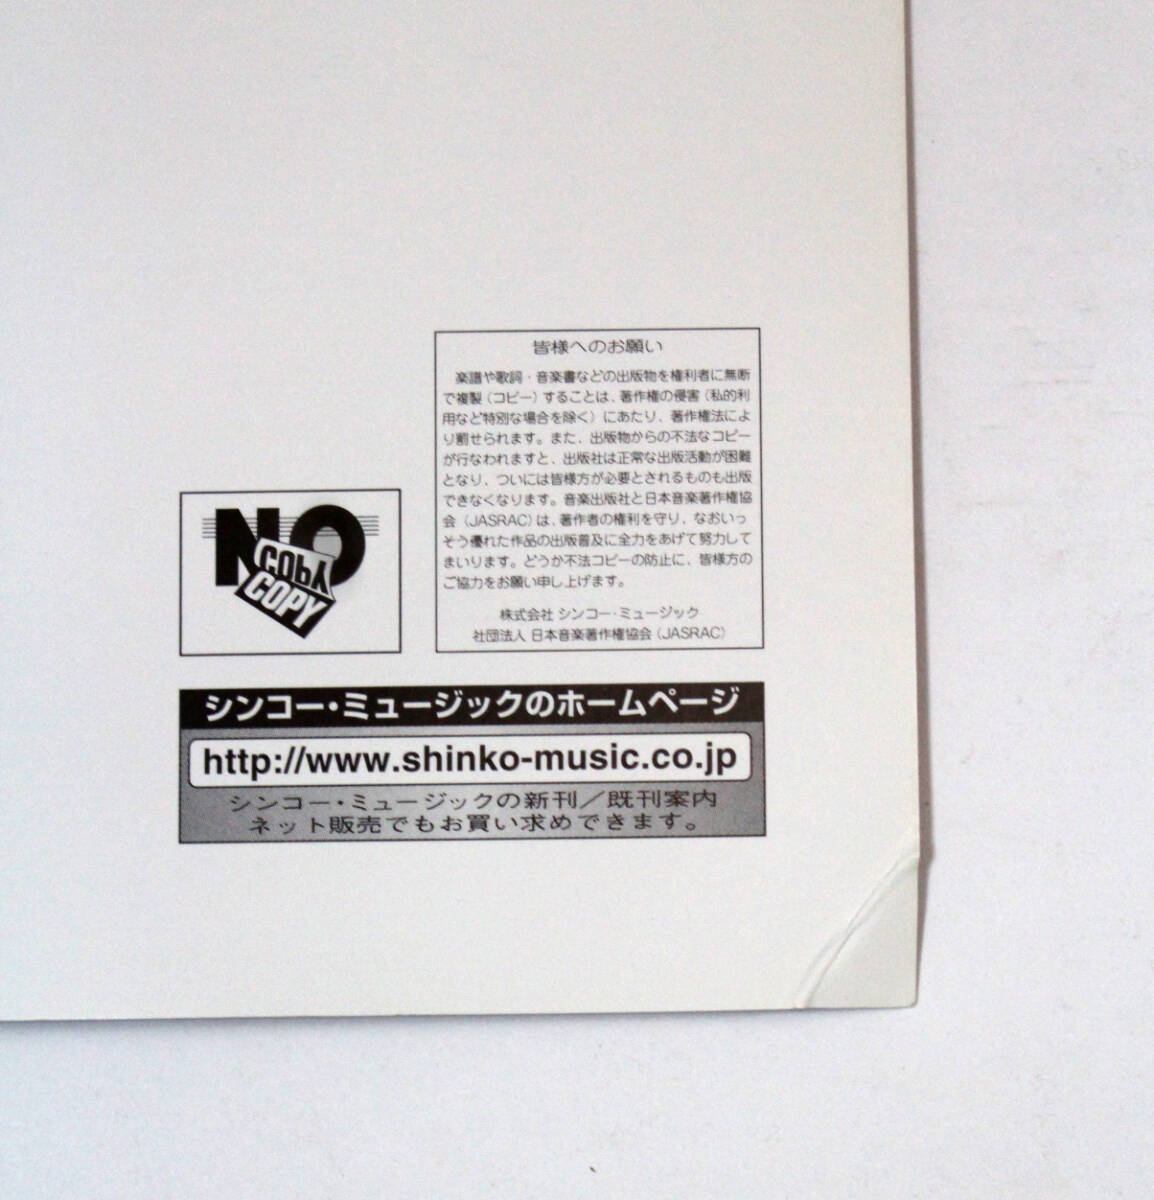 皆様へのお願い
楽譜や歌詞・音楽書などの出版物を権利者に無断
で複製(コピー)することは、著作権の侵害(私的利
用など特別な場合を除く)にあたり、著作権法によ
り罰せられます。また、出版物からの不法なコピー
が行なわれますと、出版社は正常な出版活動が困難
となり、ついには皆様方が必要とされるものも出版
できなくなります。音楽出版社と日本音楽著作権協
会(JASRAC)は、著作者の権利を守り、なおいっ
そう優れた作品の出版普及に全力をあげて努力して
まいります。どうか不法コピーの防止に、皆様方の
ご協力をお願い申し上げます。
株式会社 シンコー・ミュージック
社団法人 日本音楽著作権協会(JASRAC)
NO
COPY
COPY
シンコー・ミュージックのホームページ
http://www.shinko-music.co.jp
シンコー・ミュージックの新刊／既刊案内
ネット販売でもお買い求めできます。